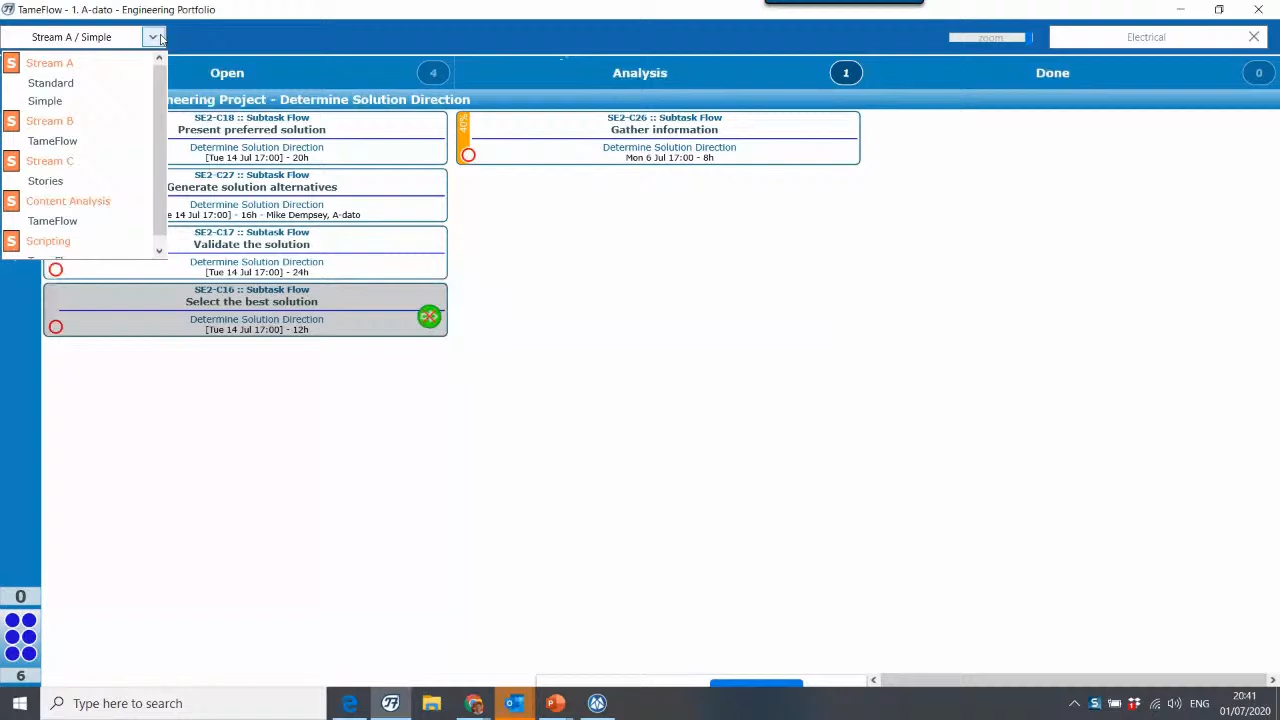 TameFlow - 1. A-dato - Engineering Portfolio
Stream A / Simple
zoom
Electrical
Open
4
Analysis
1
Done
0
S Stream A
Standard
Simple
S Stream B
TameFlow
S Stream C
Stories
S Content Analysis
TameFlow
S Scripting
neering Project - Determine Solution Direction
SE2-C18 :: Subtask Flow
Present preferred solution
Determine Solution Direction
[Tue 14 Jul 17:00] - 20h
SE2-C27 :: Subtask Flow
Generate solution alternatives
Determine Solution Direction
e 14 Jul 17:00] - 16h - Mike Dempsey, A-dato
SE2-C17 :: Subtask Flow
Validate the solution
Determine Solution Direction
[Tue 14 Jul 17:00] - 24h
SE2-C16 :: Subtask Flow
Select the best solution
Determine Solution Direction
[Tue 14 Jul 17:00] - 12h
40%
SE2-C26 :: Subtask Flow
Gather information
Determine Solution Direction
Mon 6 Jul 17:00 - 8h
0
6
Type here to search
ENG
20:41
01/07/2020